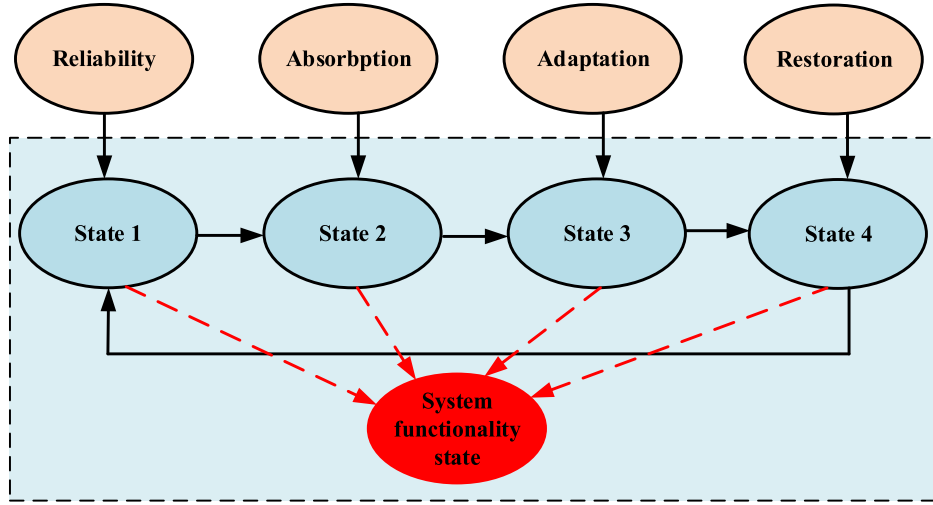 Reliability
Absorbption
Adaptation
Restoration
State 1
State 2
State 3
State 4
System
functionality
state